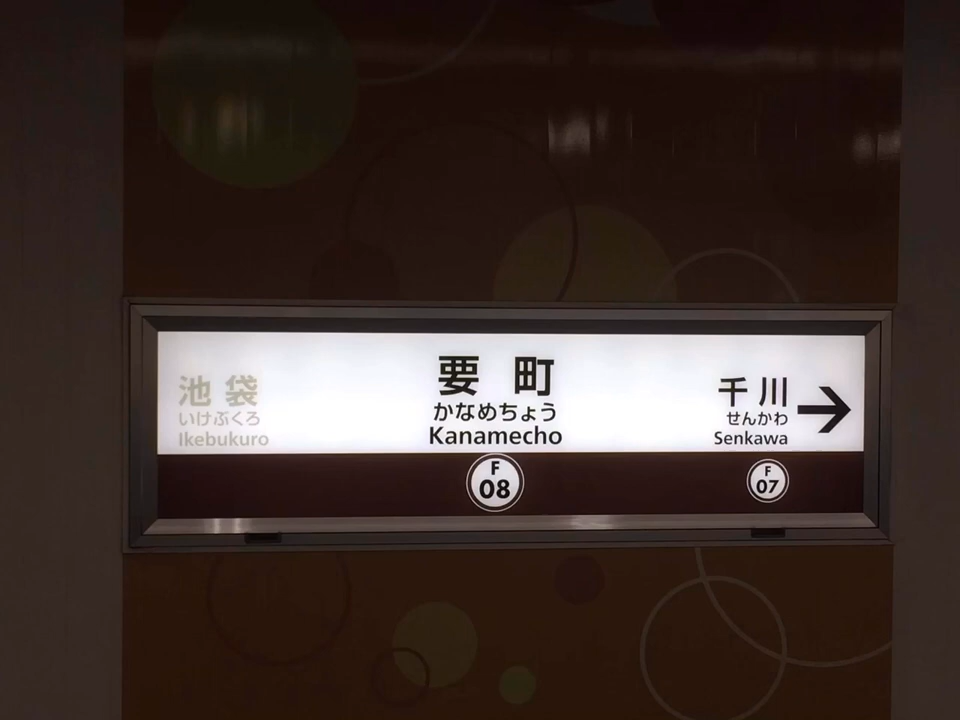 池袋
いけぶくろ
Ikebukuro
要町
かなめちょう
Kanamecho
F
08
千川
せんかわ
Senkawa
→
F
07